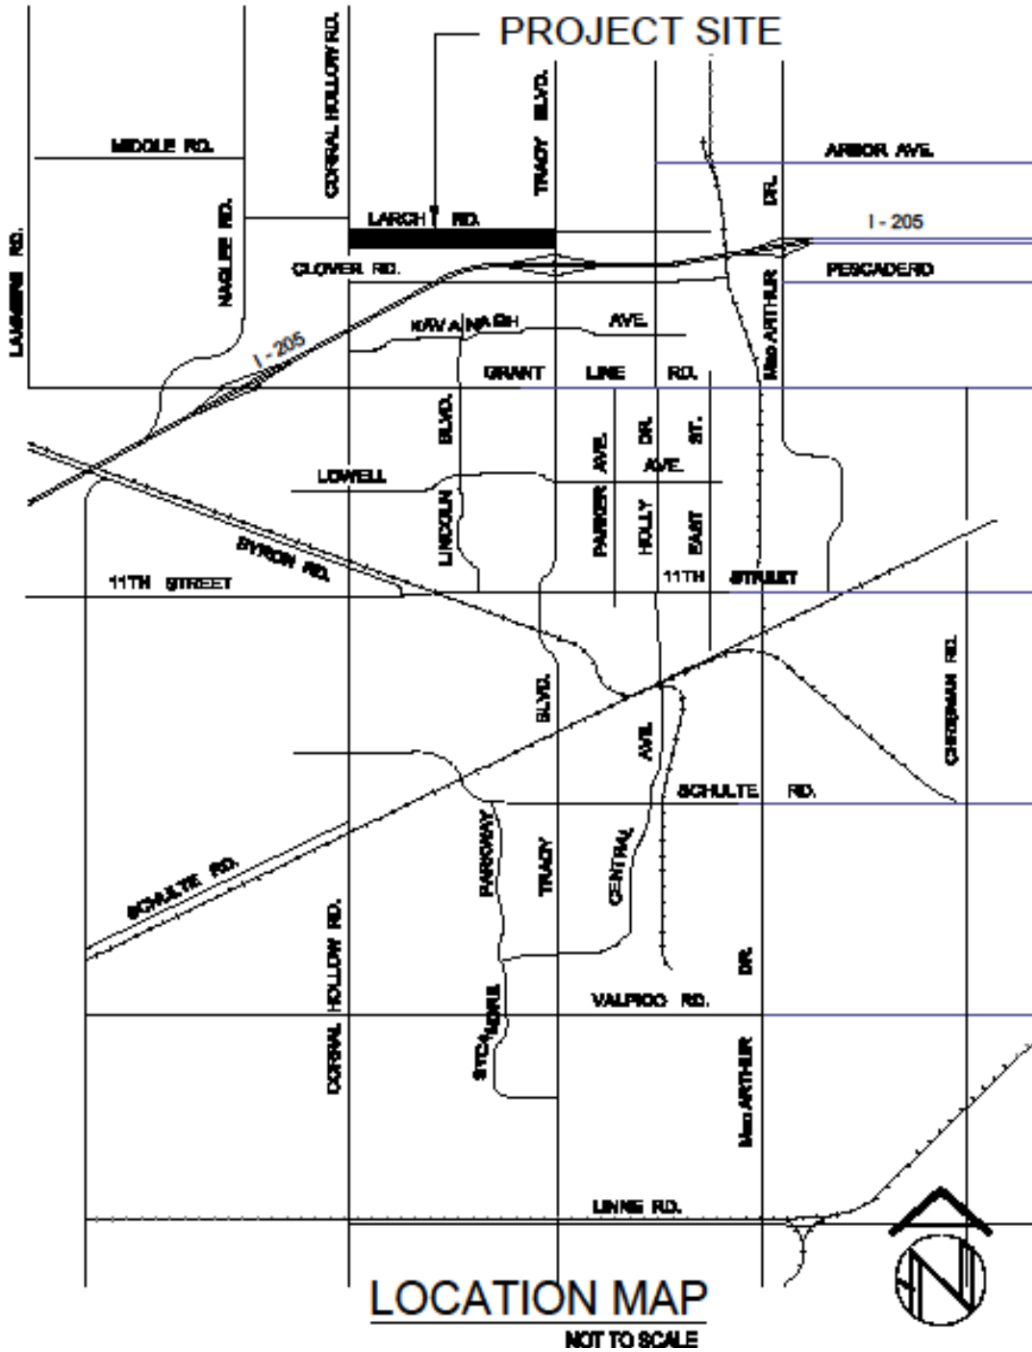 PROJECT SITE
CORRAL HOLLOW RD.
TRACY BLVD.
MIDDLE RD.
ARBOR AVE.
DR.
LARCH RD.
I - 205
NAGLEE RD.
LAMMERS RD.
CLOVER RD.
PESCADERO
MacARTHUR
KAVANAGH AVE.
I - 205
GRANT LINE RD.
BLVD.
PARKER AVE.
HOLLY DR.
EAST ST.
LOWELL AVE.
LINCOLN
BYRON RD.
11TH STREET
11TH STREET
BLVD.
AVE.
CHRISMAN RD.
SCHULTE RD.
PARKWAY
TRACY
CENTRAL
SCHULTE RD.
CORRAL HOLLOW RD.
DR.
VALPICO RD.
SYCAMORE
MacARTHUR
LINNE RD.
N
LOCATION MAP
NOT TO SCALE